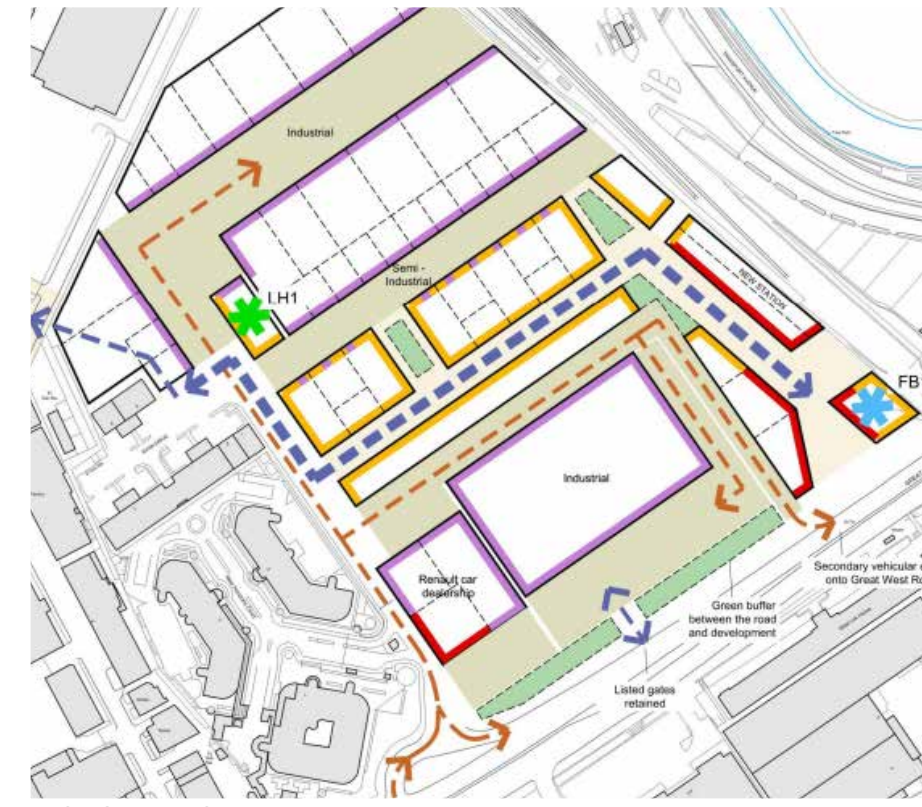 Industrial
LH1
Semi -
Industrial
NEW STATION
FB
Industrial
Renault car
dealership
Secondary vehicular
onto Great West
Green buffer
between the road
and development
Listed gates
retained